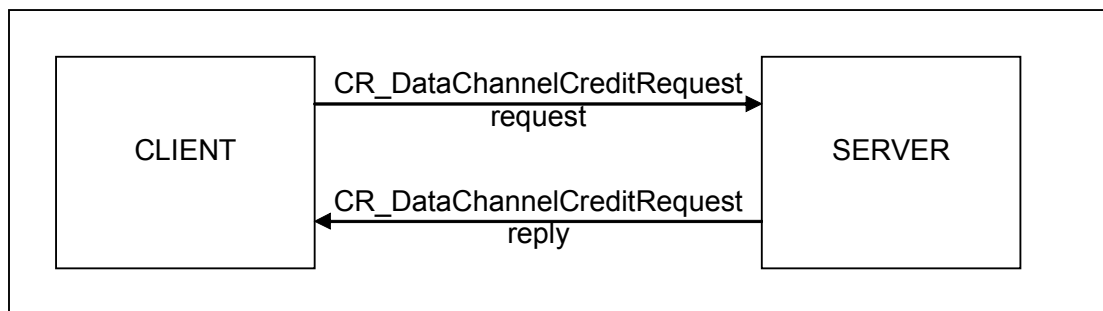 CR_DataChannelCreditRequest
request
CLIENT
SERVER
CR_DataChannelCreditRequest
reply